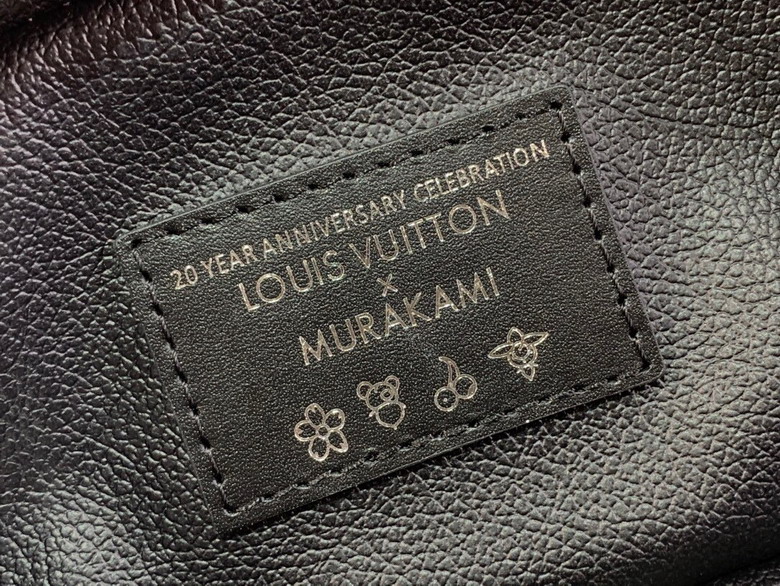 20 YEAR ANNIVERSARY CELEBRATION
LOUIS VUITTON
x
MURAKAMI